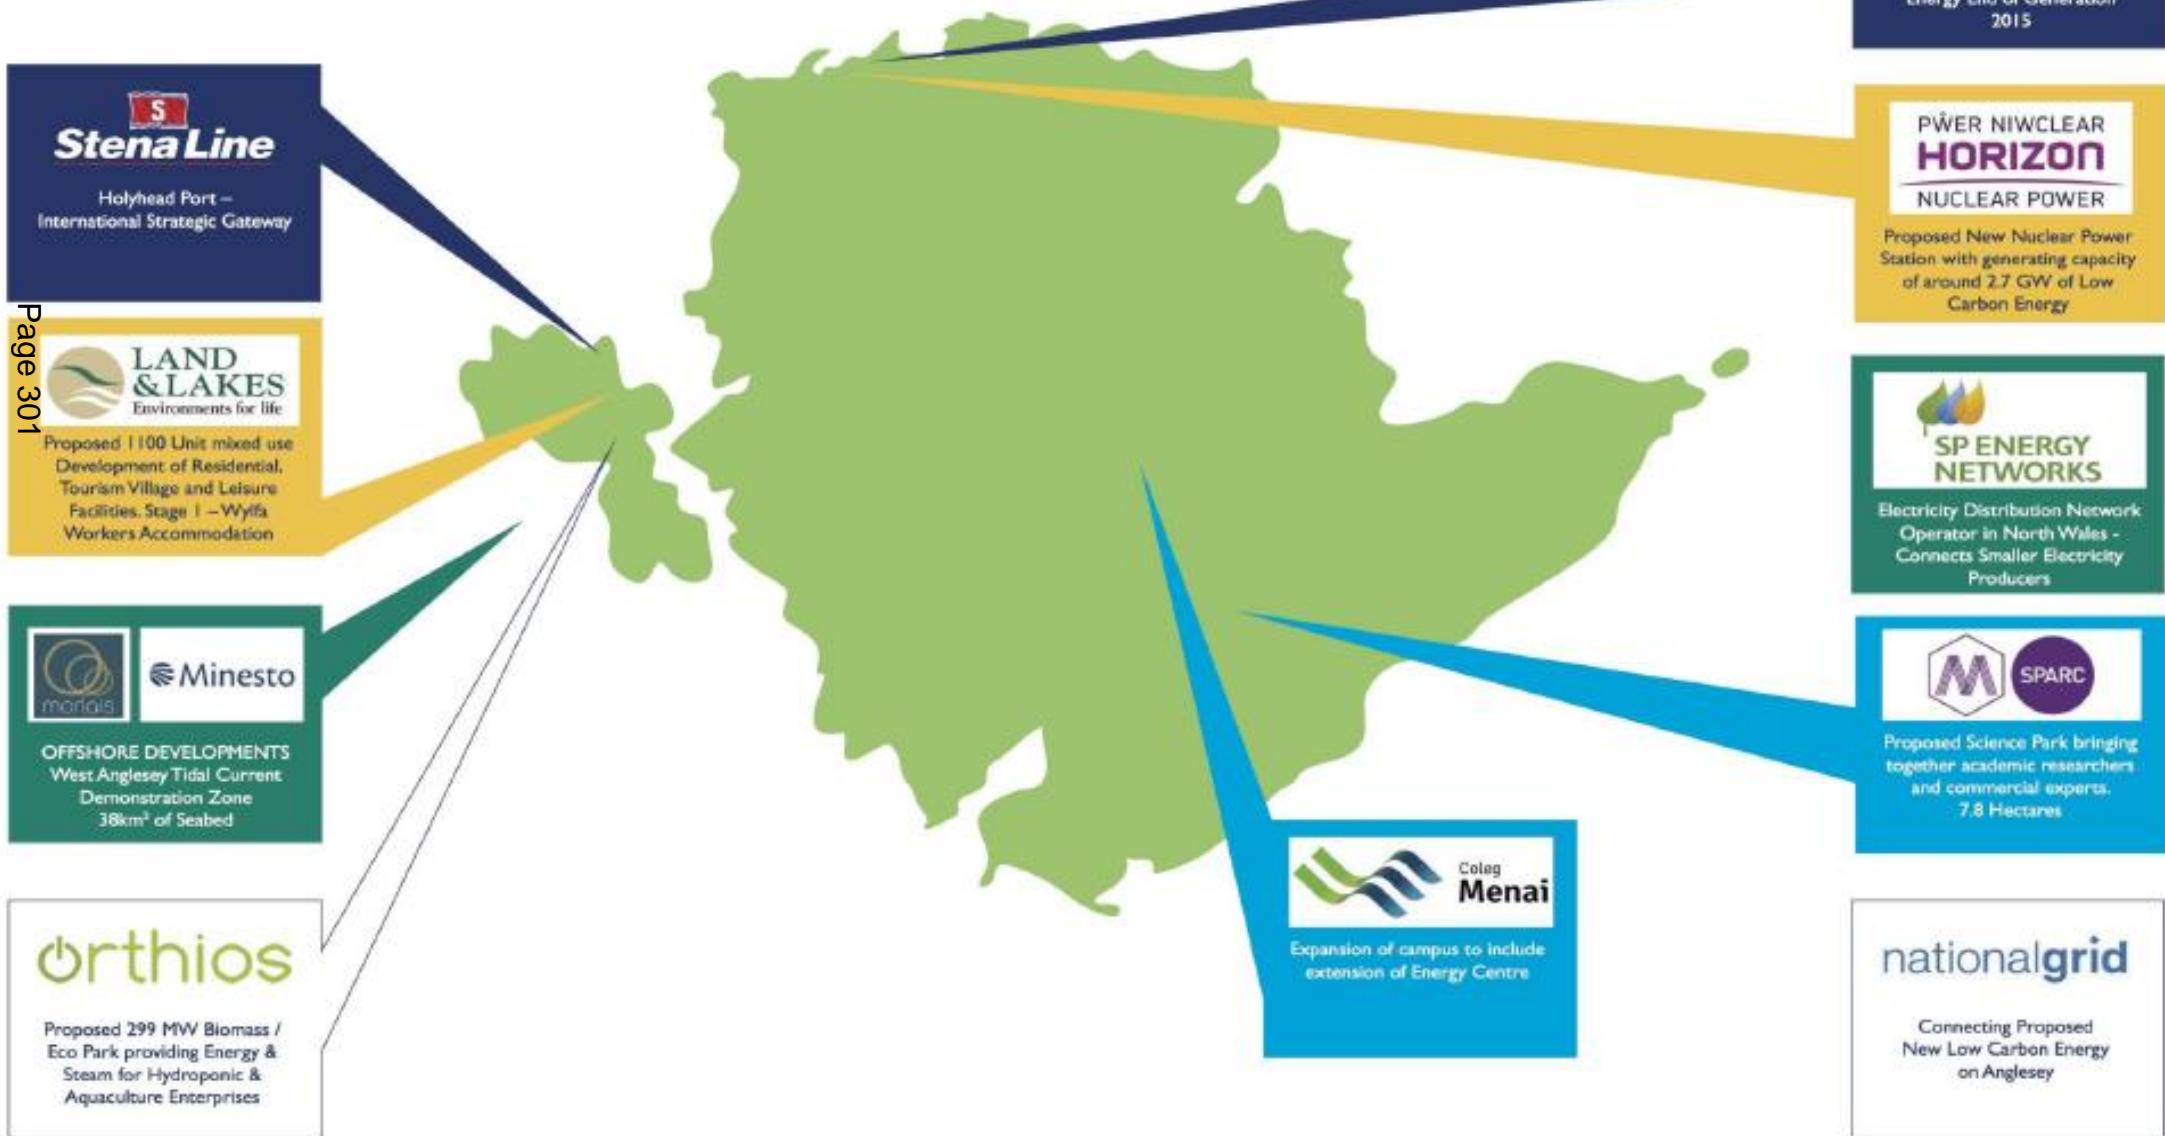 S
Stena Line
Holyhead Port –
International Strategic Gateway
Page 301
LAND
& LAKES
Environments for life
Proposed 1100 Unit mixed use
Development of Residential,
Tourism Village and Leisure
Facilities. Stage 1 – Wylfa
Workers Accommodation
morlais
Minesto
OFFSHORE DEVELOPMENTS
West Anglesey Tidal Current
Demonstration Zone
38km² of Seabed
orthios
Proposed 299 MW Biomass /
Eco Park providing Energy &
Steam for Hydroponic &
Aquaculture Enterprises
Coleg
Menai
Expansion of campus to include
extension of Energy Centre
Energy End of Generation
2015
PŴER NIWCLEAR
HORIZON
NUCLEAR POWER
Proposed New Nuclear Power
Station with generating capacity
of around 2.7 GW of Low
Carbon Energy
SP ENERGY
NETWORKS
Electricity Distribution Network
Operator in North Wales -
Connects Smaller Electricity
Producers
M SPARC
Proposed Science Park bringing
together academic researchers
and commercial experts.
7.8 Hectares
nationalgrid
Connecting Proposed
New Low Carbon Energy
on Anglesey